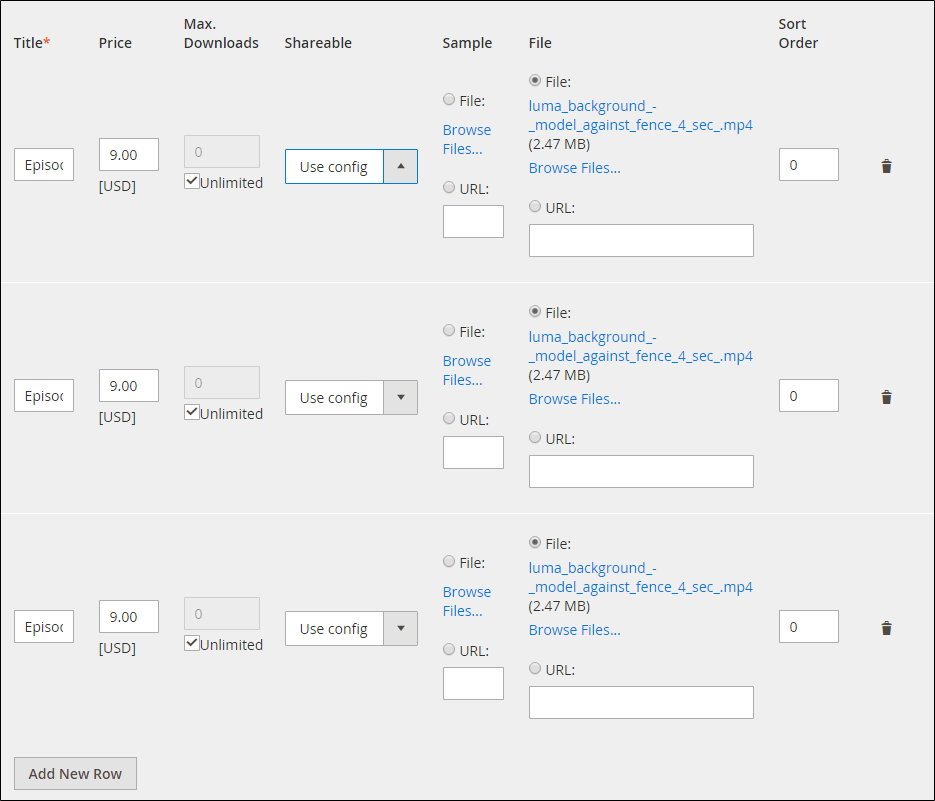 Title* Price Max. Downloads Shareable Sample File Sort Order
File:
luma_background_-
_model_against_fence_4_sec_.mp4
(2.47 MB)
Browse Files...
URL:
File:
Browse
Files...
URL:
Episod
9.00
[USD]
0
Unlimited
Use config
0
File:
luma_background_-
_model_against_fence_4_sec_.mp4
(2.47 MB)
Browse Files...
URL:
File:
Browse
Files...
URL:
Episod
9.00
[USD]
0
Unlimited
Use config
0
File:
luma_background_-
_model_against_fence_4_sec_.mp4
(2.47 MB)
Browse Files...
URL:
File:
Browse
Files...
URL:
Episod
9.00
[USD]
0
Unlimited
Use config
0
Add New Row